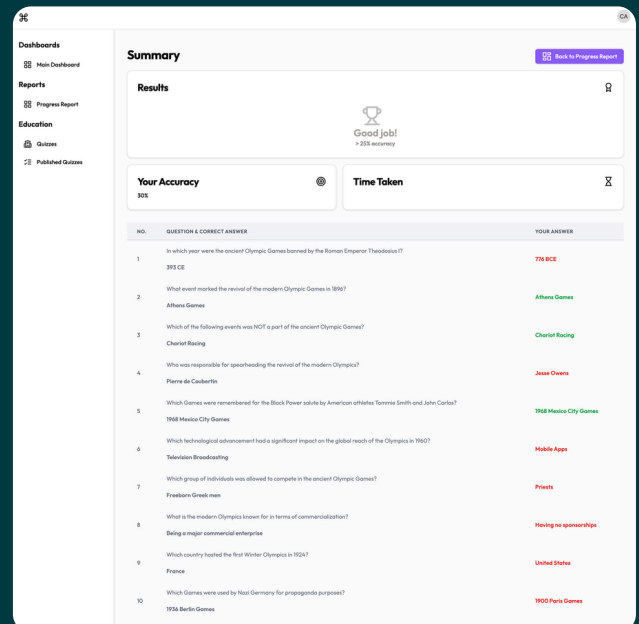 ⌘
CA
Dashboards
Main Dashboard
Reports
Progress Report
Education
Quizzes
Published Quizzes
Summary
Back to Progress Report
Results
Good job!
> 25% accuracy
Your Accuracy
30%
Time Taken
NO. QUESTION & CORRECT ANSWER YOUR ANSWER
In which year were the ancient Olympic Games banned by the Roman Emperor Theodosius I?
1 776 BCE
393 CE
What event marked the revival of the modern Olympic Games in 1896?
2 Athens Games
Athens Games
Which of the following events was NOT a part of the ancient Olympic Games?
3 Chariot Racing
Chariot Racing
Who was responsible for spearheading the revival of the modern Olympics?
4 Jesse Owens
Pierre de Coubertin
Which Games were remembered for the Black Power salute by American athletes Tommie Smith and John Carlos?
5 1968 Mexico City Games
1968 Mexico City Games
Which technological advancement had a significant impact on the global reach of the Olympics in 1960?
6 Mobile Apps
Television Broadcasting
Which group of individuals was allowed to compete in the ancient Olympic Games?
7 Priests
Freeborn Greek men
What is the modern Olympics known for in terms of commercialization?
8 Having no sponsorships
Being a major commercial enterprise
Which country hosted the first Winter Olympics in 1924?
9 United States
France
Which Games were used by Nazi Germany for propaganda purposes?
10 1900 Paris Games
1936 Berlin Games